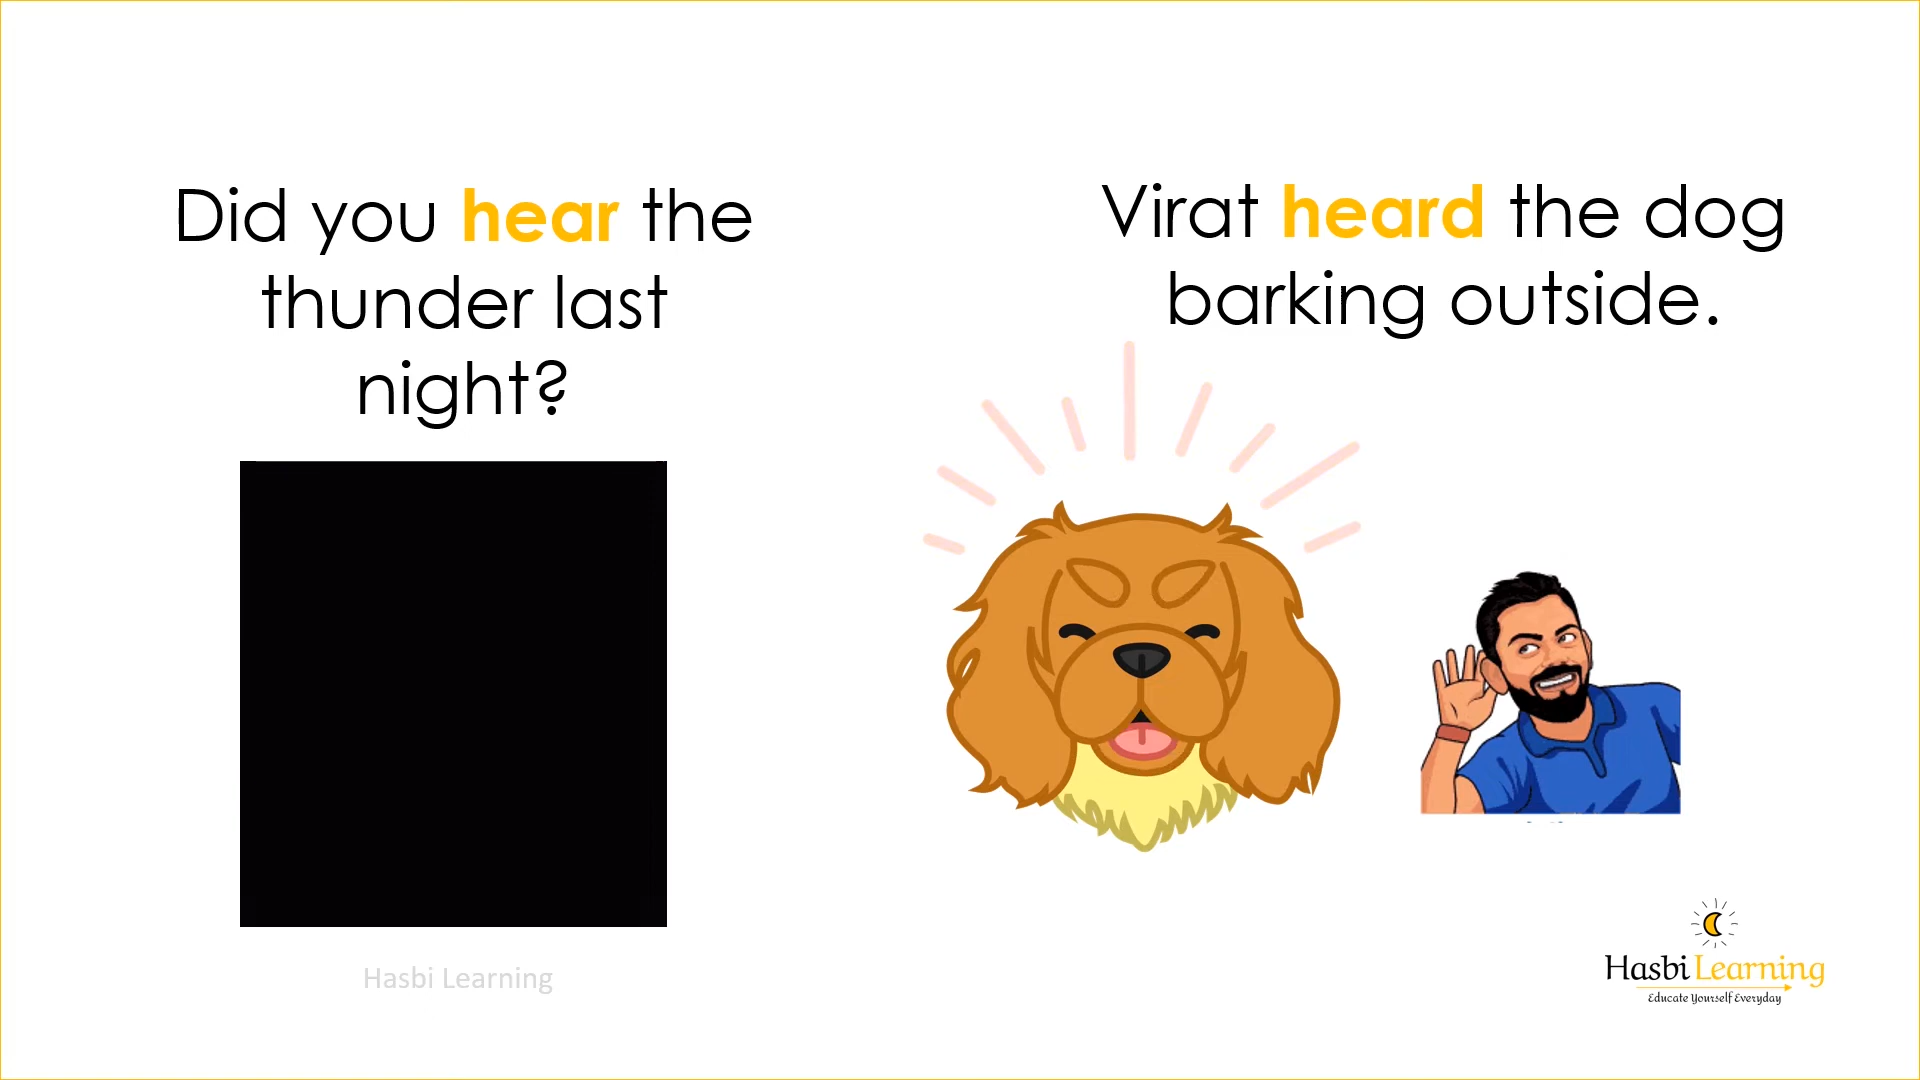 Did you hear the
thunder last
night?
Virat heard the dog
barking outside.
Hasbi Learning
Hasbi Learning
Educate Yourself Everyday